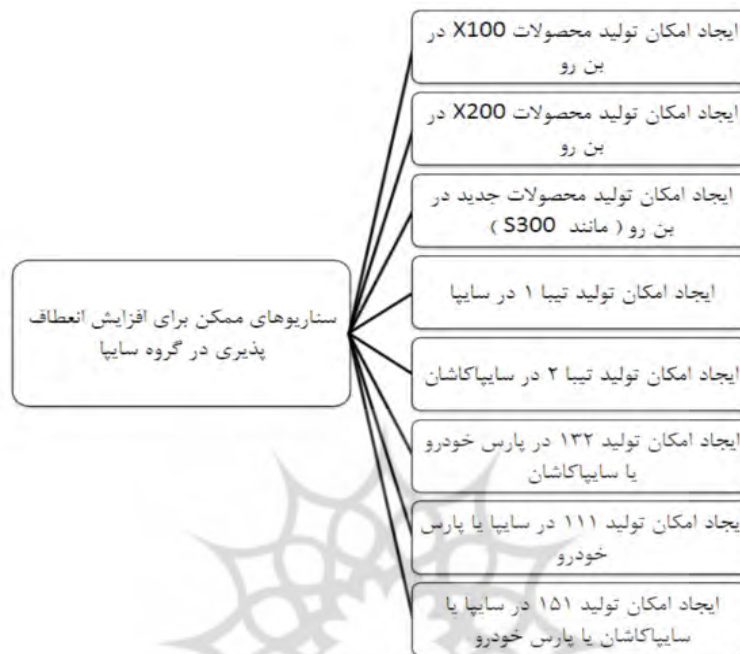 ایجاد امکان تولید محصولات X100 در
بن رو
ایجاد امکان تولید محصولات X200 در
بن رو
ایجاد امکان تولید محصولات جدید در
بن رو ( مانند S300 )
ایجاد امکان تولید تیبا ۱ در سایپا
سناریوهای ممکن برای افزایش انعطاف
پذیری در گروه سایپا
ایجاد امکان تولید تیبا ۲ در سایپاکاشان
ایجاد امکان تولید ۱۳۲ در پارس خودرو
یا سایپاکاشان
یجاد امکان تولید ۱۱۱ در سایپا یا پارس
خودرو
ایجاد امکان تولید ۱۵۱ در سایپا یا
سایپاکاشان یا پارس خودرو